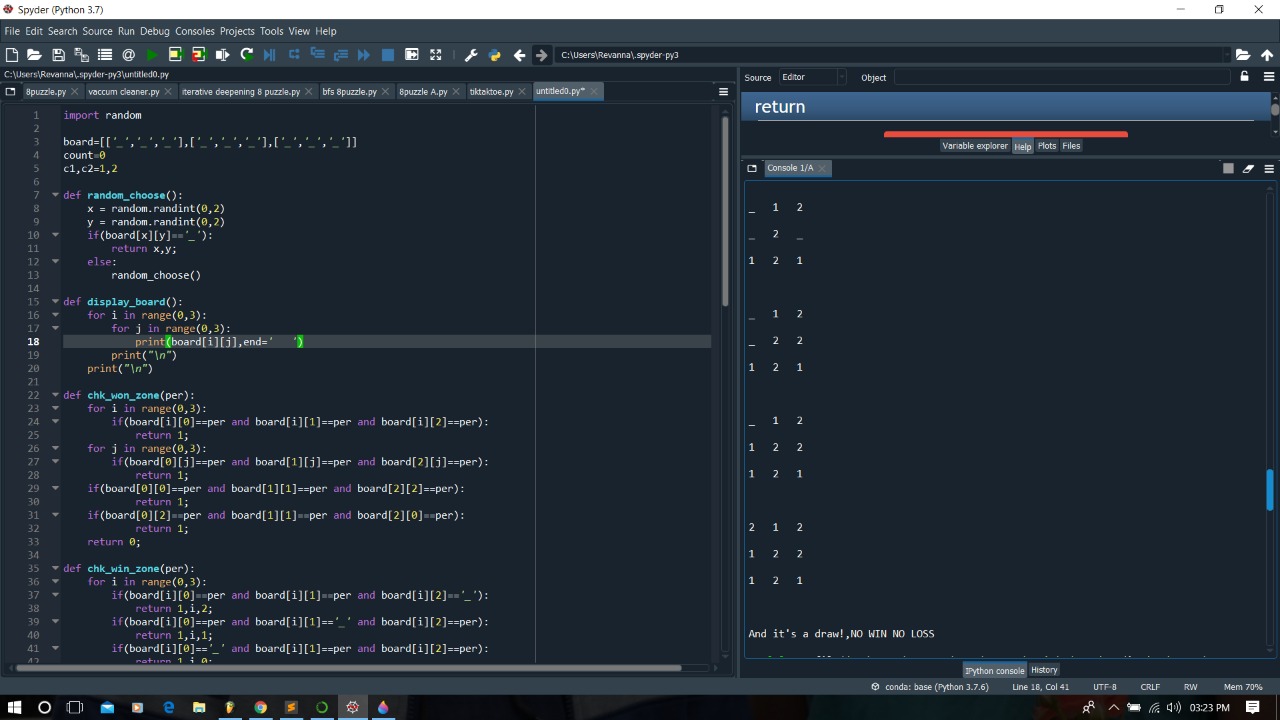 Spyder (Python 3.7)
File Edit Search Source Run Debug Consoles Projects Tools View Help
C:\Users\Revanna\.spyder-py3
C:\Users\Revanna\.spyder-py3\untitled0.py
8puzzle.py vaccum cleaner.py iterative deepening 8 puzzle.py bfs 8puzzle.py 8puzzle A.py tiktaktoe.py untitled0.py*
1 import random
2
3 board=[['_','_','_'],['_','_','_'],['_','_','_']]
4 count=0
5 c1,c2=1,2
6
7 def random_choose():
8     x = random.randint(0,2)
9     y = random.randint(0,2)
10     if(board[x][y]=='_'):
11         return x,y;
12     else:
13         random_choose()
14
15 def display_board():
16     for i in range(0,3):
17         for j in range(0,3):
18             print(board[i][j],end='   ')
19         print("\n")
20     print("\n")
21
22 def chk_won_zone(per):
23     for i in range(0,3):
24         if(board[i][0]==per and board[i][1]==per and board[i][2]==per):
25             return 1;
26     for j in range(0,3):
27         if(board[0][j]==per and board[1][j]==per and board[2][j]==per):
28             return 1;
29     if(board[0][0]==per and board[1][1]==per and board[2][2]==per):
30             return 1;
31     if(board[0][2]==per and board[1][1]==per and board[2][0]==per):
32             return 1;
33     return 0;
34
35 def chk_win_zone(per):
36     for i in range(0,3):
37         if(board[i][0]==per and board[i][1]==per and board[i][2]=='_'):
38             return 1,i,2;
39         if(board[i][0]==per and board[i][1]=='_' and board[i][2]==per):
40             return 1,i,1;
41         if(board[i][0]=='_' and board[i][1]==per and board[i][2]==per):
42             return 1,i,0;
Source Editor Object
return
Variable explorer Help Plots Files
Console 1/A
_ 1 2
_ 2 _
1 2 1
_ 1 2
_ 2 2
1 2 1
_ 1 2
1 2 2
1 2 1
2 1 2
1 2 2
1 2 1
And it's a draw!,NO WIN NO LOSS
IPython console History
conda: base (Python 3.7.6) Line 18, Col 41 UTF-8 CRLF RW Mem 70%
03:23 PM